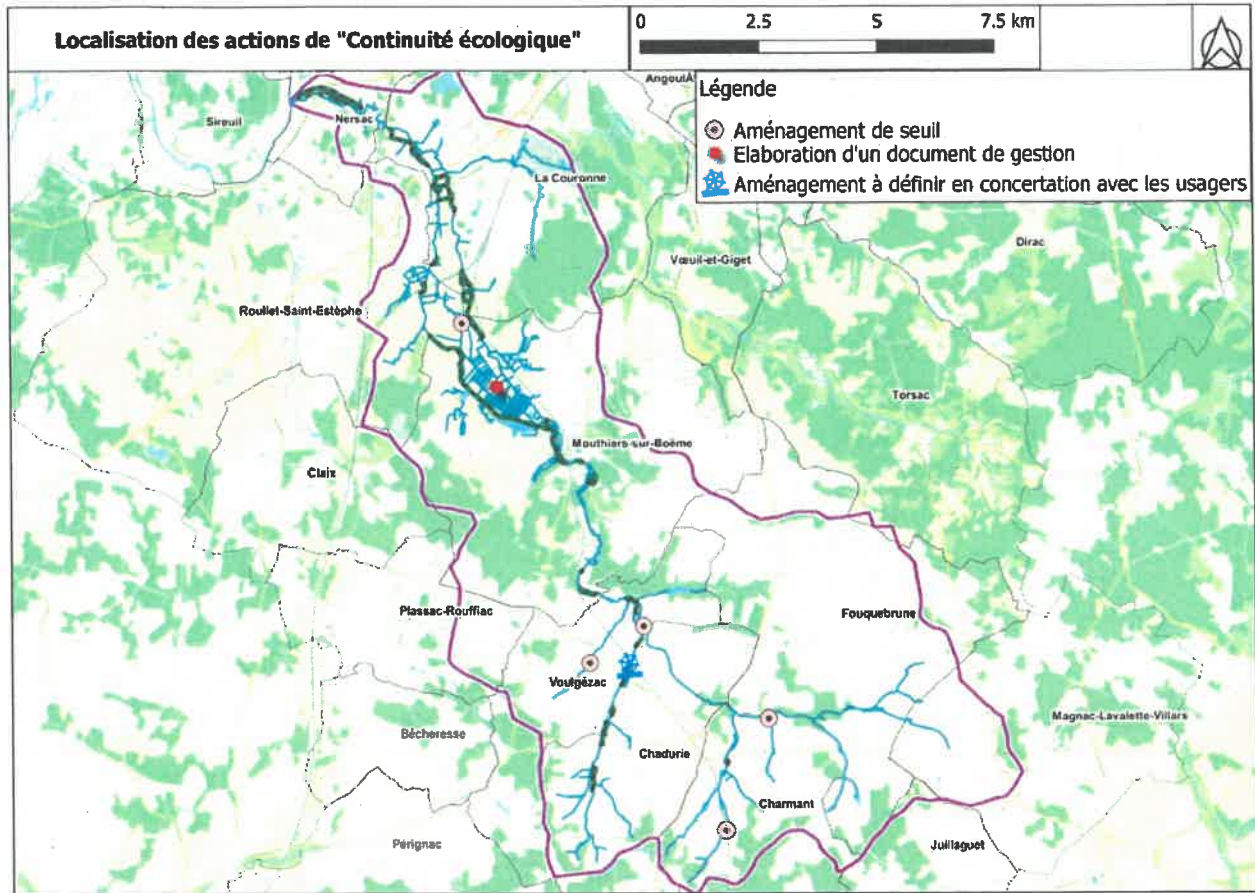 Localisation des actions de "Continuité écologique"
0 2.5 5 7.5 km
Légende
Aménagement de seuil
Elaboration d'un document de gestion
Aménagement à définir en concertation avec les usagers
Sireuil
Nersac
La Couronne
Vœuil-et-Giget
Dirac
Roullet-Saint-Estèphe
Torsac
Mouthiers-sur-Boëme
Claix
Plassac-Rouffiac
Fouquebrune
Voulgézac
Magnac-Lavalette-Villars
Bécheresse
Chadurie
Charmant
Pérignac
Juillaguet